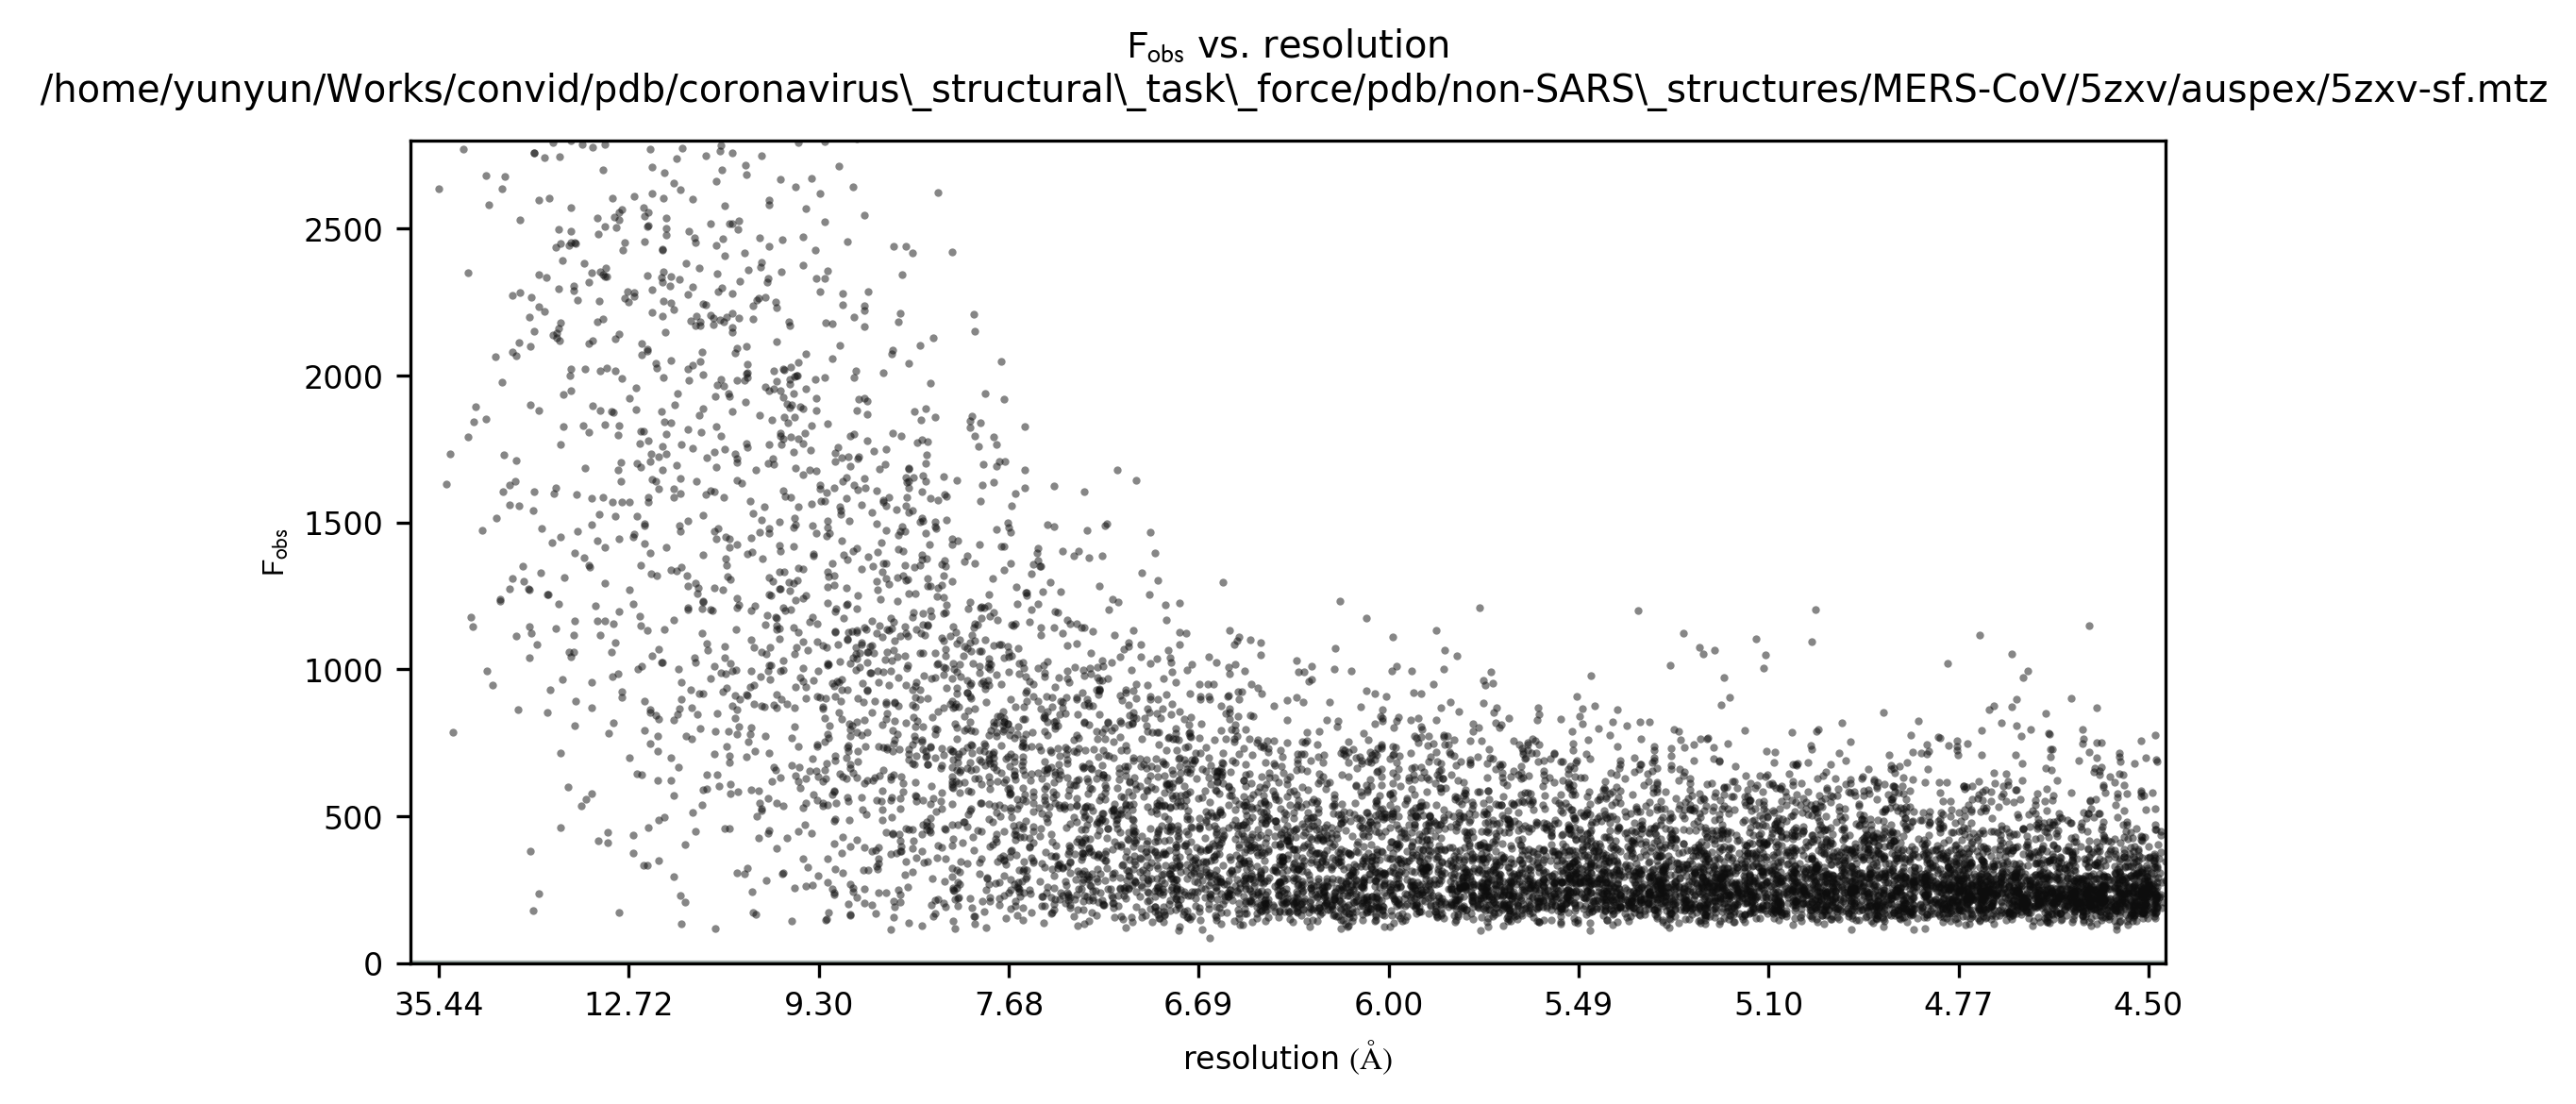 F_obs vs. resolution
/home/yunyun/Works/convid/pdb/coronavirus\_structural\_task\_force/pdb/non-SARS\_structures/MERS-CoV/5zxv/auspex/5zxv-sf.mtz
F_obs
2500
2000
1500
1000
500
0
35.44 12.72 9.30 7.68 6.69 6.00 5.49 5.10 4.77 4.50
resolution (Å)